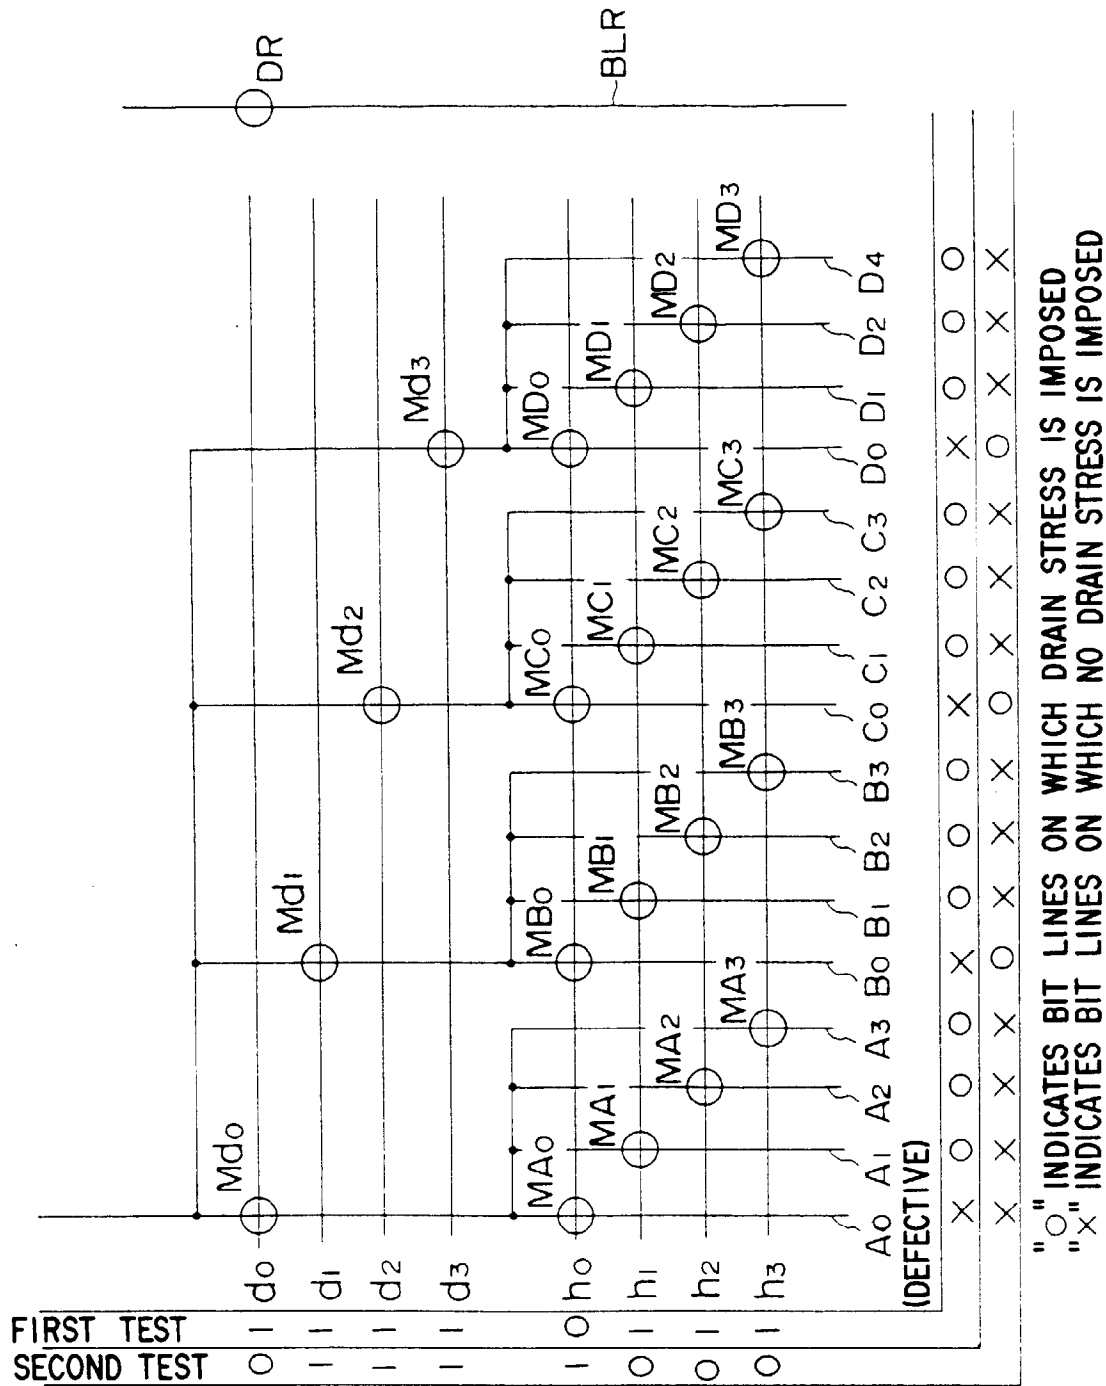 DR
BLR
Md0
Md1
Md2
Md3
MA0 MA1 MA2 MA3
MB0 MB1 MB2 MB3
MC0 MC1 MC2 MC3
MD0 MD1 MD2 MD3
FIRST TEST
SECOND TEST
d0 1 0
d1 1 1
d2 1 1
d3 1 1
h0 0 1
h1 1 0
h2 1 0
h3 1 0
A0 A1 A2 A3 B0 B1 B2 B3 C0 C1 C2 C3 D0 D1 D2 D4
(DEFECTIVE)
× ○ ○ ○ × ○ ○ ○ × ○ ○ ○ × ○ ○ ○
× × × × ○ × × × ○ × × × ○ × × ×
"○" INDICATES BIT LINES ON WHICH DRAIN STRESS IS IMPOSED
"×" INDICATES BIT LINES ON WHICH NO DRAIN STRESS IS IMPOSED